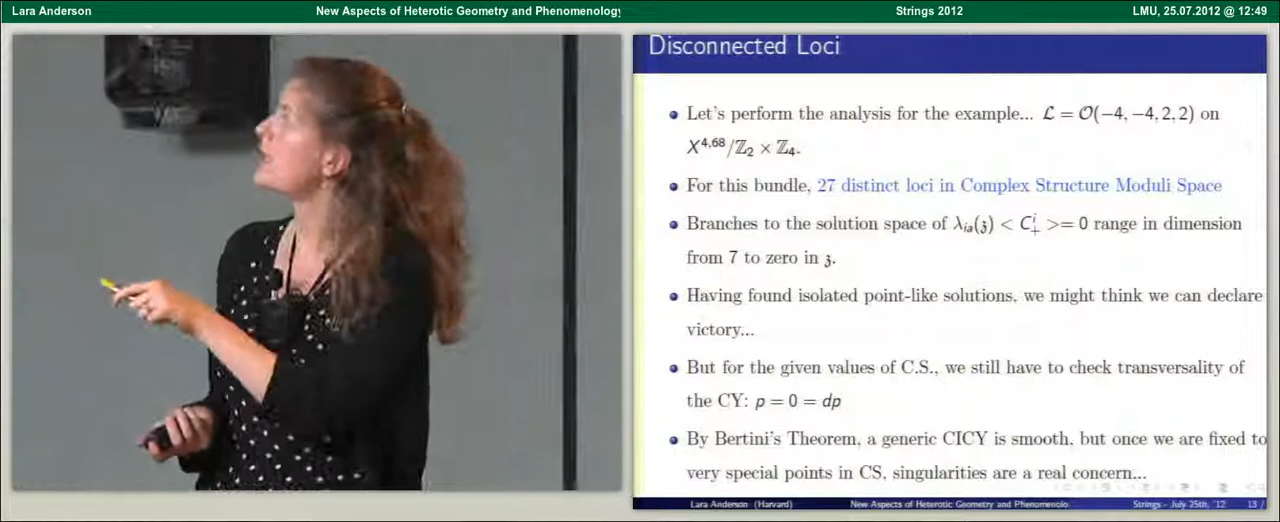 Lara Anderson New Aspects of Heterotic Geometry and Phenomenology Strings 2012 LMU, 25.07.2012 @ 12:49
Disconnected Loci
Let's perform the analysis for the example... ℒ = 𝒪(−4, −4, 2, 2) on
X^{4,68}/ℤ₂ × ℤ₄.
For this bundle, 27 distinct loci in Complex Structure Moduli Space
Branches to the solution space of λ_{ia}(𝔷) < C^i_+ >= 0 range in dimension
from 7 to zero in 𝔷.
Having found isolated point-like solutions, we might think we can declare
victory...
But for the given values of C.S., we still have to check transversality of
the CY: p = 0 = dp
By Bertini's Theorem, a generic CICY is smooth, but once we are fixed to
very special points in CS, singularities are a real concern...
Lara Anderson (Harvard) New Aspects of Heterotic Geometry and Phenomenolo Strings - July 25th, '12 13 /